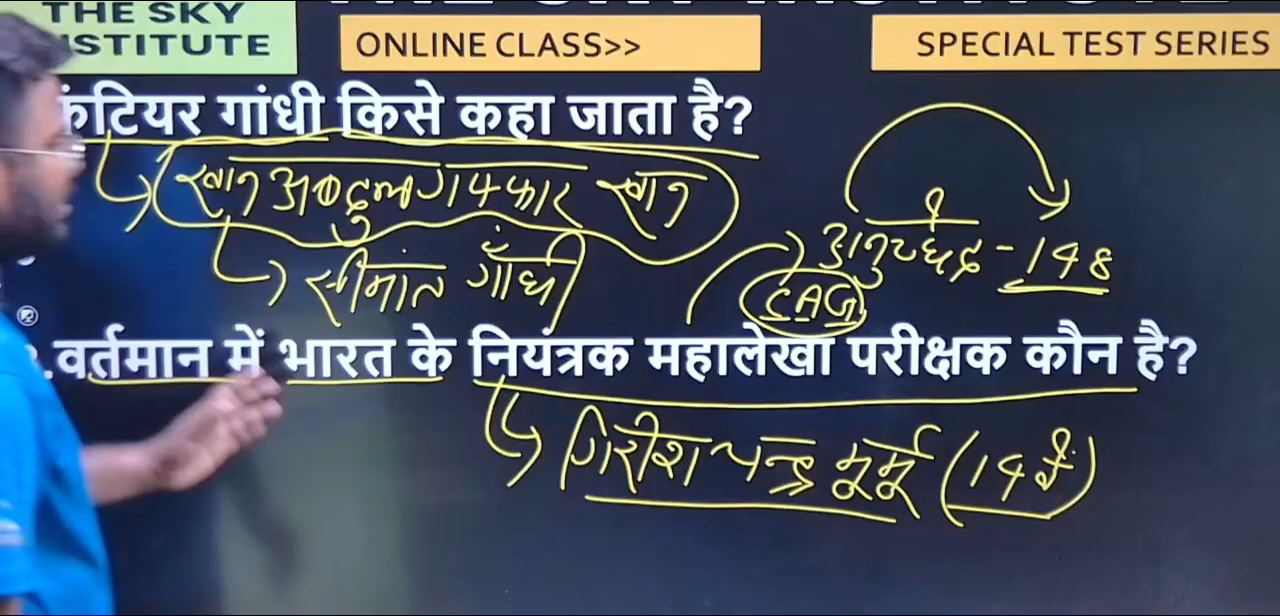 THE SKY
INSTITUTE
ONLINE CLASS>>
SPECIAL TEST SERIES
कंटियर गांधी किसे कहा जाता है?
खान अब्दुल गफ्फार खान
सीमांत गाँधी
अनुच्छेद - 148
CAG
वर्तमान में भारत के नियंत्रक महालेखा परीक्षक कौन है?
गिरीश चन्द्र मूर्मू (14वें)